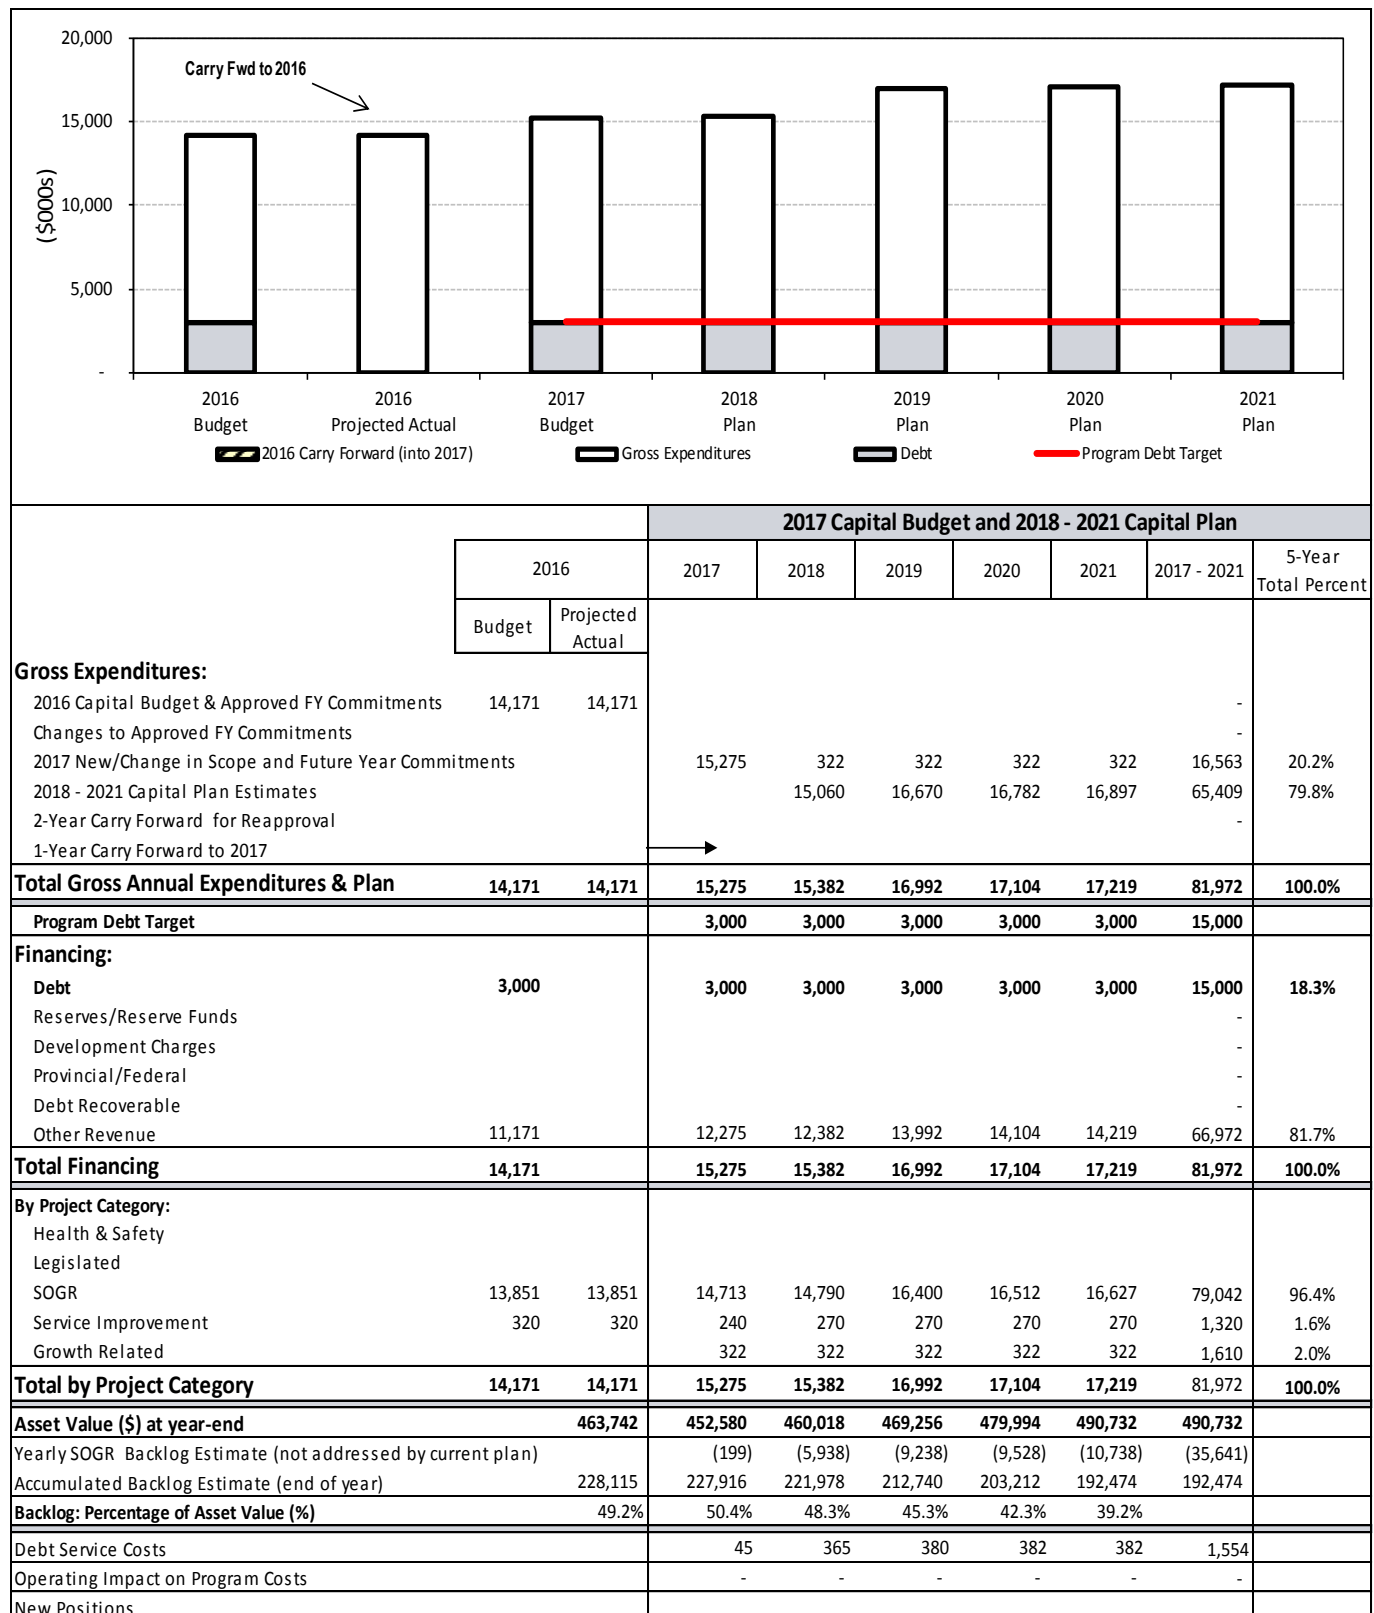 20,000
Carry Fwd to 2016
15,000
($000s)
10,000
5,000
-
2016 2016 2017 2018 2019 2020 2021
Budget Projected Actual Budget Plan Plan Plan Plan
2016 Carry Forward (into 2017) Gross Expenditures Debt Program Debt Target
2017 Capital Budget and 2018 - 2021 Capital Plan
2016 2017 2018 2019 2020 2021 2017 - 2021 5-Year
Total Percent
Budget Projected
Actual
Gross Expenditures:
2016 Capital Budget & Approved FY Commitments 14,171 14,171 -
Changes to Approved FY Commitments -
2017 New/Change in Scope and Future Year Commitments 15,275 322 322 322 322 16,563 20.2%
2018 - 2021 Capital Plan Estimates 15,060 16,670 16,782 16,897 65,409 79.8%
2-Year Carry Forward for Reapproval -
1-Year Carry Forward to 2017
Total Gross Annual Expenditures & Plan 14,171 14,171 15,275 15,382 16,992 17,104 17,219 81,972 100.0%
Program Debt Target 3,000 3,000 3,000 3,000 3,000 15,000
Financing:
Debt 3,000 3,000 3,000 3,000 3,000 3,000 15,000 18.3%
Reserves/Reserve Funds -
Development Charges -
Provincial/Federal -
Debt Recoverable -
Other Revenue 11,171 12,275 12,382 13,992 14,104 14,219 66,972 81.7%
Total Financing 14,171 15,275 15,382 16,992 17,104 17,219 81,972 100.0%
By Project Category:
Health & Safety
Legislated
SOGR 13,851 13,851 14,713 14,790 16,400 16,512 16,627 79,042 96.4%
Service Improvement 320 320 240 270 270 270 270 1,320 1.6%
Growth Related 322 322 322 322 322 1,610 2.0%
Total by Project Category 14,171 14,171 15,275 15,382 16,992 17,104 17,219 81,972 100.0%
Asset Value ($) at year-end 463,742 452,580 460,018 469,256 479,994 490,732 490,732
Yearly SOGR Backlog Estimate (not addressed by current plan) (199) (5,938) (9,238) (9,528) (10,738) (35,641)
Accumulated Backlog Estimate (end of year) 228,115 227,916 221,978 212,740 203,212 192,474 192,474
Backlog: Percentage of Asset Value (%) 49.2% 50.4% 48.3% 45.3% 42.3% 39.2%
Debt Service Costs 45 365 380 382 382 1,554
Operating Impact on Program Costs - - - - - -
New Positions